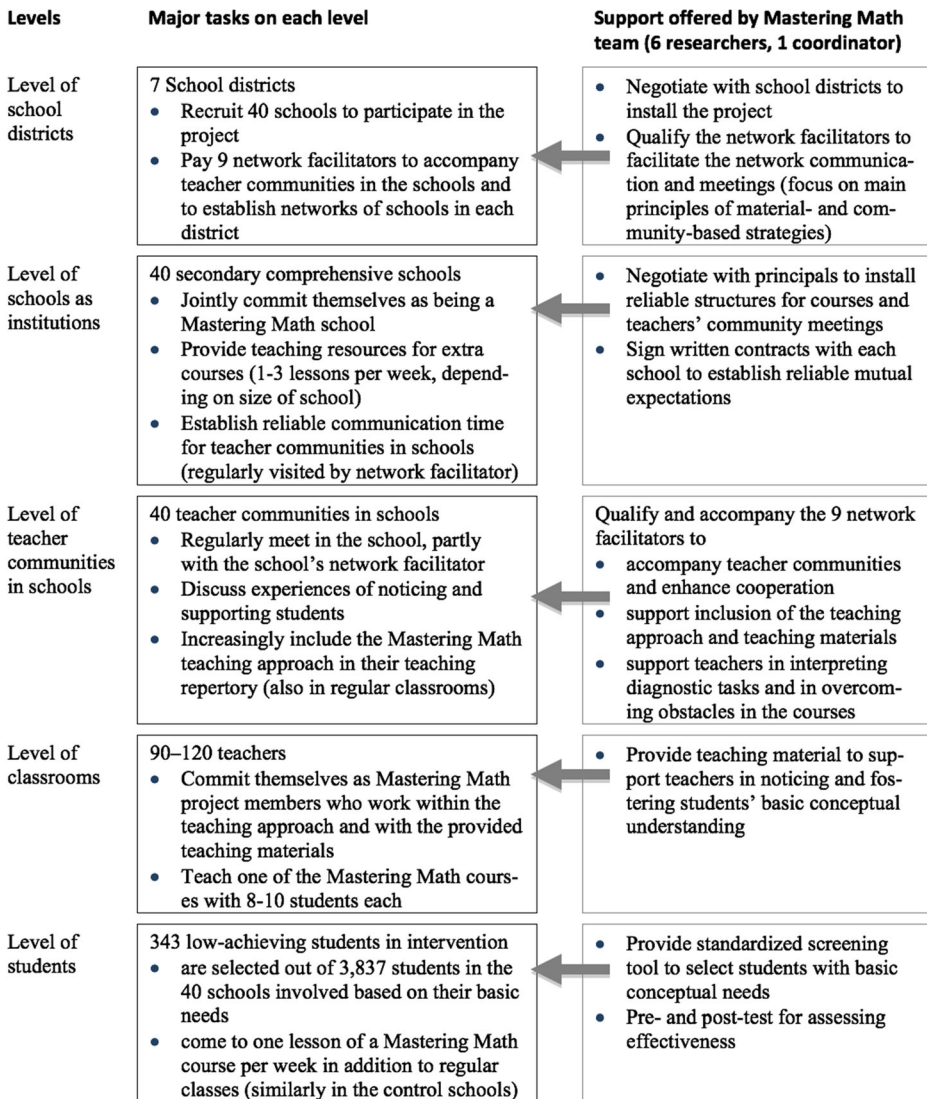 Levels
Major tasks on each level
Support offered by Mastering Math
team (6 researchers, 1 coordinator)
Level of
school
districts
7 School districts
• Recruit 40 schools to participate in the
project
• Pay 9 network facilitators to accompany
teacher communities in the schools and
to establish networks of schools in each
district
• Negotiate with school districts to
install the project
• Qualify the network facilitators to
facilitate the network communica-
tion and meetings (focus on main
principles of material- and com-
munity-based strategies)
Level of
schools as
institutions
40 secondary comprehensive schools
• Jointly commit themselves as being a
Mastering Math school
• Provide teaching resources for extra
courses (1-3 lessons per week, depend-
ing on size of school)
• Establish reliable communication time
for teacher communities in schools
(regularly visited by network facilitator)
• Negotiate with principals to install
reliable structures for courses and
teachers' community meetings
• Sign written contracts with each
school to establish reliable mutual
expectations
Level of
teacher
communities
in schools
40 teacher communities in schools
• Regularly meet in the school, partly
with the school's network facilitator
• Discuss experiences of noticing and
supporting students
• Increasingly include the Mastering Math
teaching approach in their teaching
repertory (also in regular classrooms)
Qualify and accompany the 9 network
facilitators to
• accompany teacher communities
and enhance cooperation
• support inclusion of the teaching
approach and teaching materials
• support teachers in interpreting
diagnostic tasks and in overcom-
ing obstacles in the courses
Level of
classrooms
90–120 teachers
• Commit themselves as Mastering Math
project members who work within the
teaching approach and with the provided
teaching materials
• Teach one of the Mastering Math cours-
es with 8-10 students each
• Provide teaching material to sup-
port teachers in noticing and fos-
tering students' basic conceptual
understanding
Level of
students
343 low-achieving students in intervention
• are selected out of 3,837 students in the
40 schools involved based on their basic
needs
• come to one lesson of a Mastering Math
course per week in addition to regular
classes (similarly in the control schools)
• Provide standardized screening
tool to select students with basic
conceptual needs
• Pre- and post-test for assessing
effectiveness